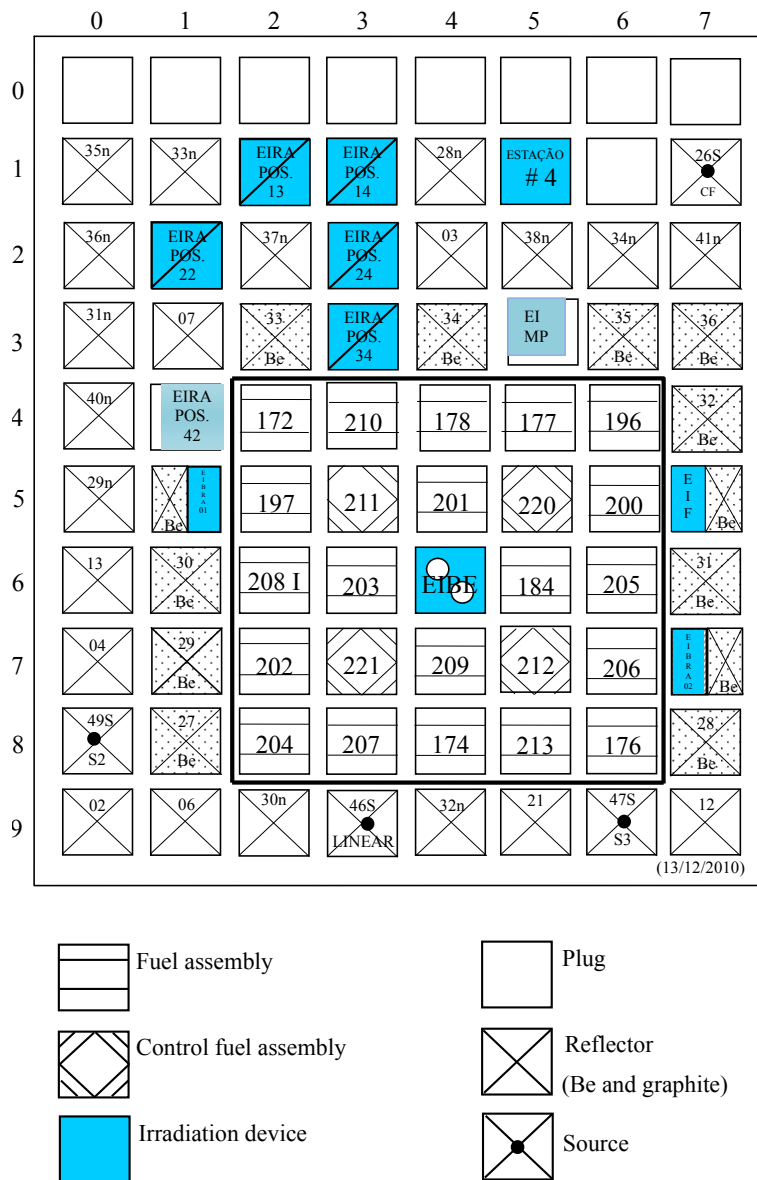 0 1 2 3 4 5 6 7
0
1
35n
33n
EIRA
POS.
13
EIRA
POS.
14
28n
ESTAÇÃO
# 4
26S
CF
2
36n
EIRA
POS.
22
37n
EIRA
POS.
24
03
38n
34n
41n
3
31n
07
33
Be
EIRA
POS.
34
34
Be
EI
MP
35
Be
36
Be
4
40n
EIRA
POS.
42
172
210
178
177
196
32
Be
5
29n
Be
EIBRA
01
197
211
201
220
200
EIF
Be
6
13
30
Be
208 I
203
EIBE
184
205
31
Be
7
04
29
Be
202
221
209
212
206
EIBRA
02
Be
8
49S
S2
27
Be
204
207
174
213
176
28
Be
9
02
06
30n
46S
LINEAR
32n
21
47S
S3
12
(13/12/2010)
Fuel assembly
Plug
Control fuel assembly
Reflector
(Be and graphite)
Irradiation device
Source